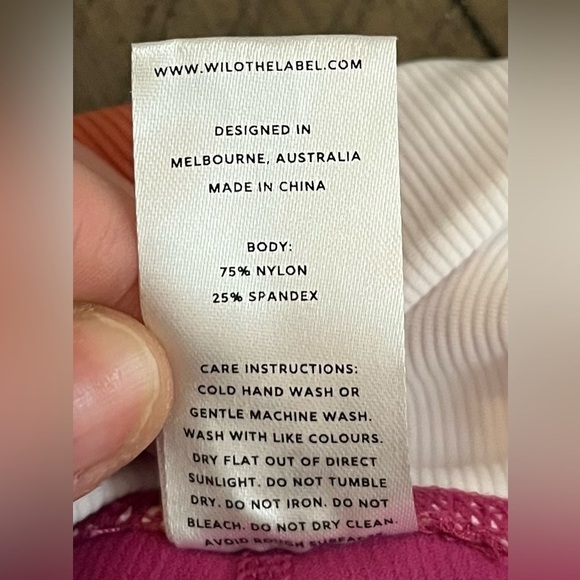 WWW.WILOTHELABEL.COM
DESIGNED IN
MELBOURNE, AUSTRALIA
MADE IN CHINA
BODY:
75% NYLON
25% SPANDEX
CARE INSTRUCTIONS:
COLD HAND WASH OR
GENTLE MACHINE WASH.
WASH WITH LIKE COLOURS.
DRY FLAT OUT OF DIRECT
SUNLIGHT. DO NOT TUMBLE
DRY. DO NOT IRON. DO NOT
BLEACH. DO NOT DRY CLEAN.
AVOID ROUGH